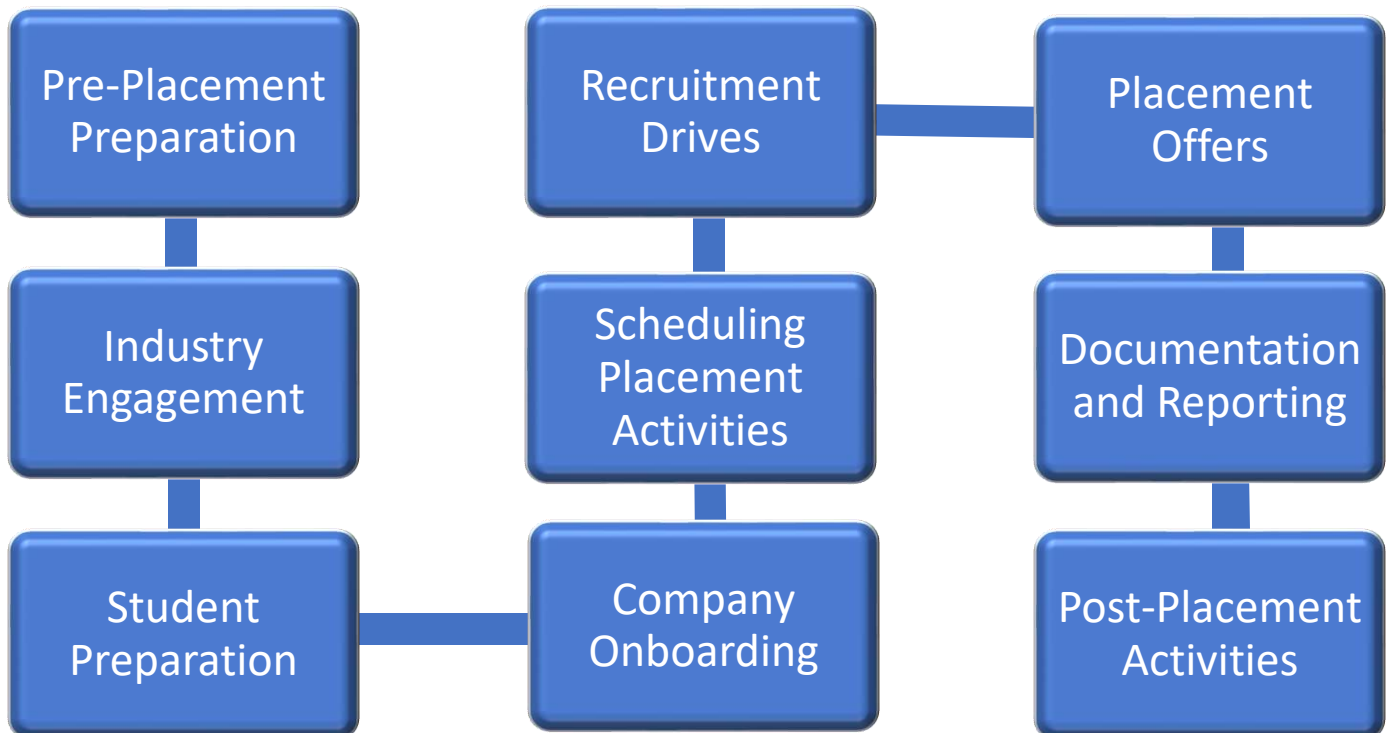 Pre-Placement
Preparation
Industry
Engagement
Student
Preparation
Company
Onboarding
Scheduling
Placement
Activities
Recruitment
Drives
Placement
Offers
Documentation
and Reporting
Post-Placement
Activities